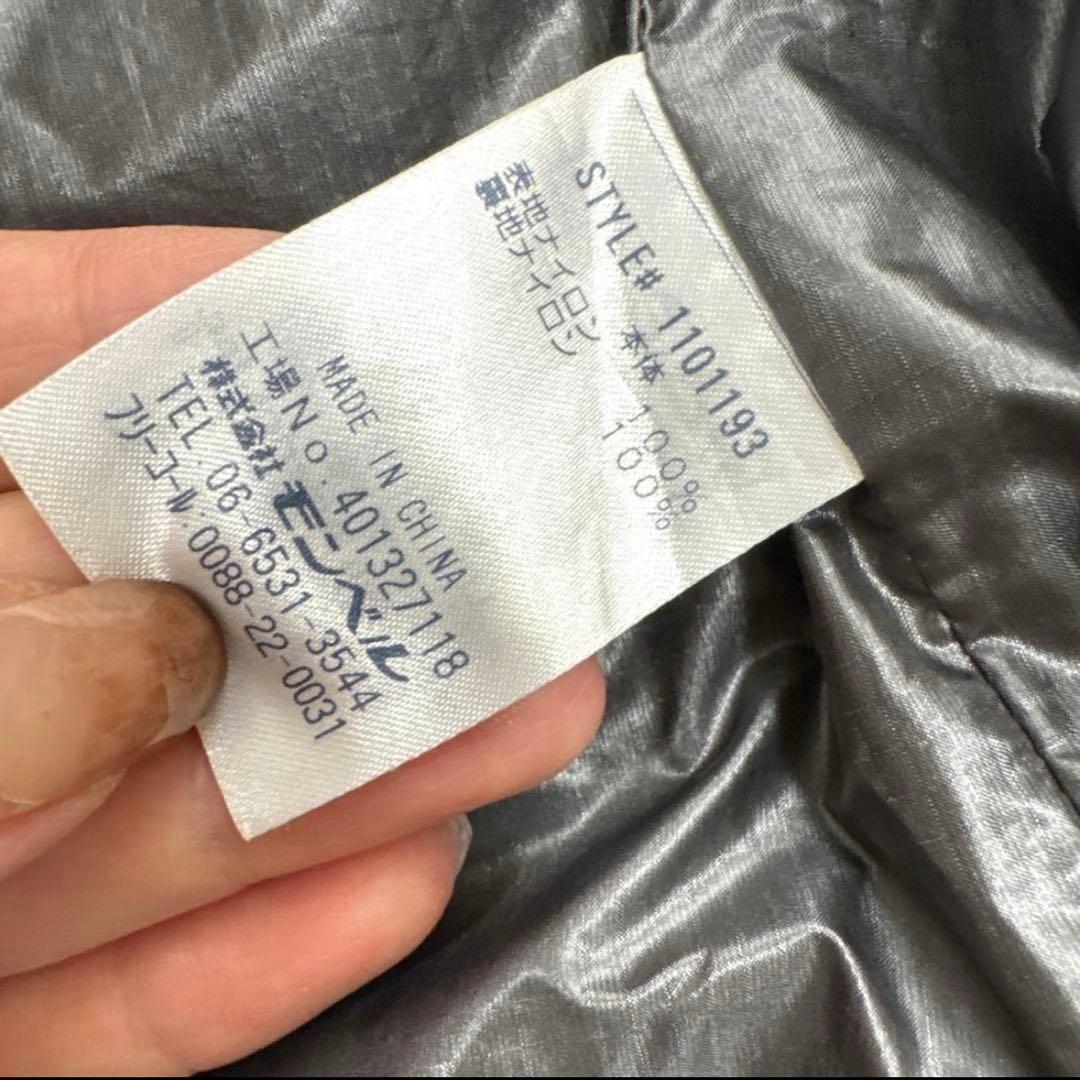 STYLE# 1101193
本体
表地ナイロン 100%
裏地ナイロン 100%
MADE IN CHINA
工場No.401327118
株式会社モンベル
TEL.06-6531-3544
フリーコール:0088-22-0031